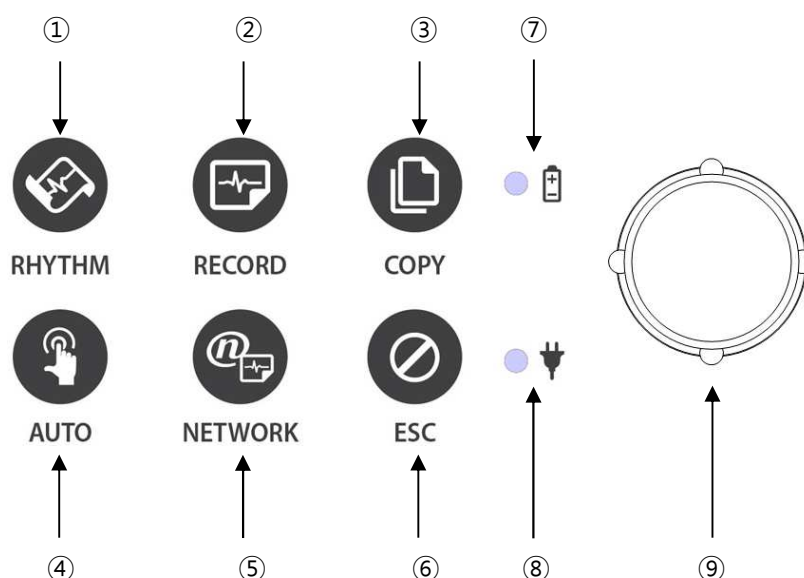 ① ② ③ ⑦
RHYTHM RECORD COPY
AUTO NETWORK ESC
④ ⑤ ⑥ ⑧ ⑨